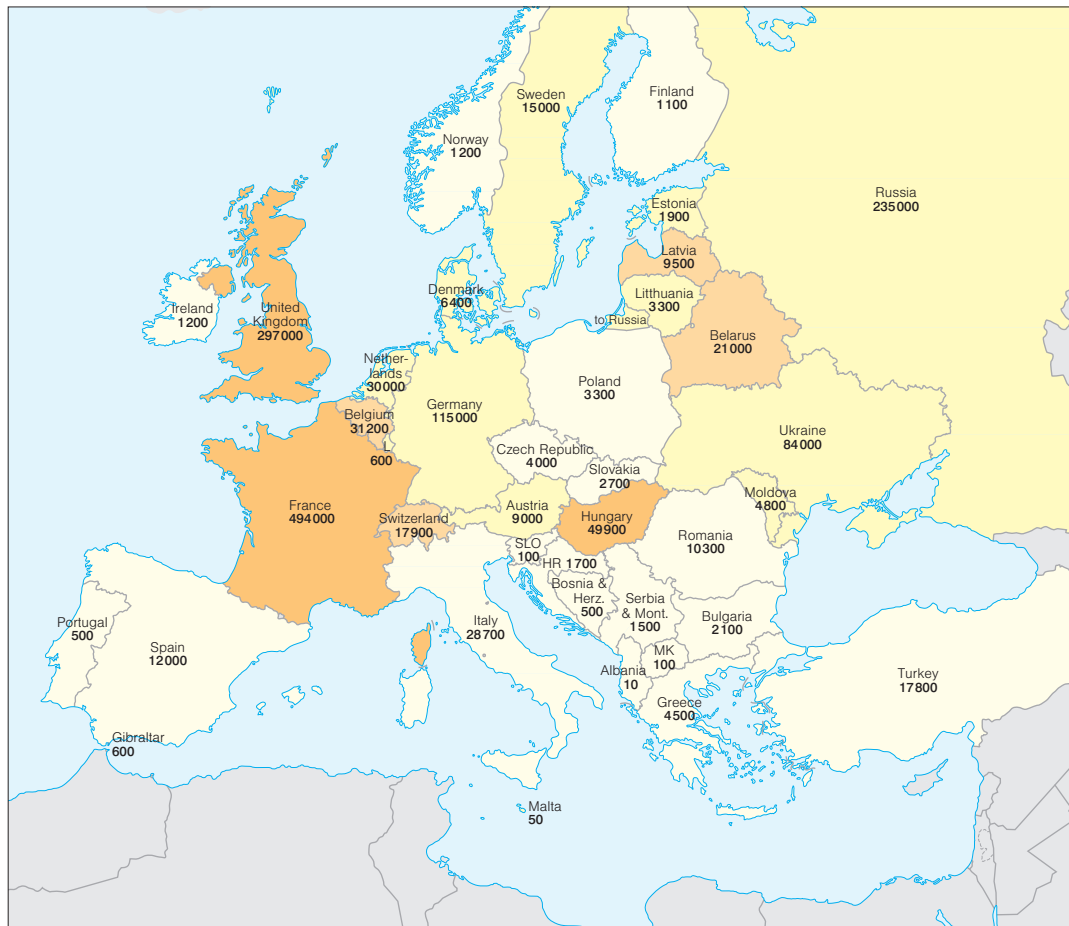 Sweden
15000
Finland
1100
Norway
1200
Russia
235000
Estonia
1900
Latvia
9500
Litthuania
3300
to Russia
Denmark
6400
Ireland
1200
United
Kingdom
297000
Belarus
21000
Nether-
lands
30000
Poland
3300
Germany
115000
Belgium
31200
L
600
Ukraine
84000
Czech Republic
4000
Slovakia
2700
Moldova
4800
France
494000
Switzerland
17900
Austria
9000
Hungary
49900
Romania
10300
SLO
100
HR 1700
Bosnia &
Herz.
500
Serbia
& Mont.
1500
Bulgaria
2100
Portugal
500
Spain
12000
Italy
28700
MK
100
Albania
10
Greece
4500
Turkey
17800
Gibraltar
600
Malta
50